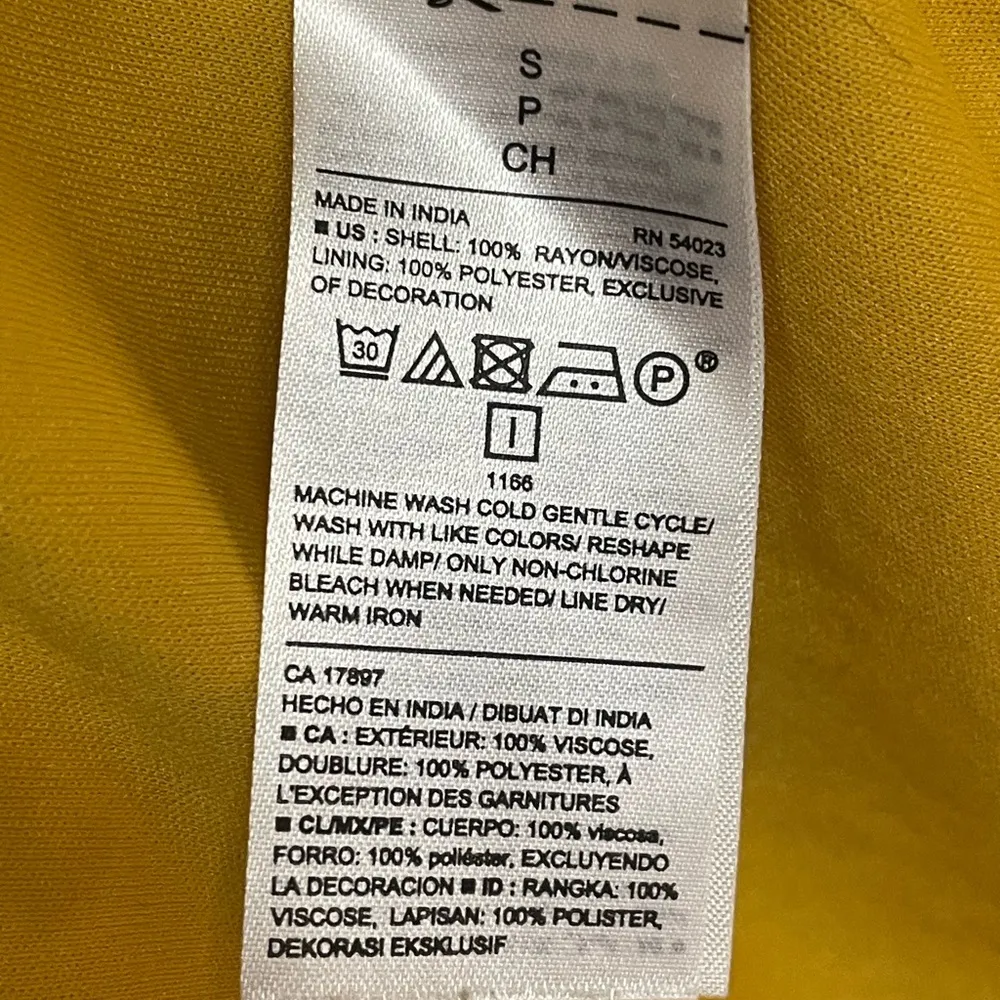 S
P
CH
MADE IN INDIA
RN 54023
■ US : SHELL: 100% RAYON/VISCOSE,
LINING: 100% POLYESTER, EXCLUSIVE
OF DECORATION
30
P ®
I
1166
MACHINE WASH COLD GENTLE CYCLE/
WASH WITH LIKE COLORS/ RESHAPE
WHILE DAMP/ ONLY NON-CHLORINE
BLEACH WHEN NEEDED/ LINE DRY/
WARM IRON
CA 17897
HECHO EN INDIA / DIBUAT DI INDIA
■ CA : EXTÉRIEUR: 100% VISCOSE,
DOUBLURE: 100% POLYESTER, À
L'EXCEPTION DES GARNITURES
■ CL/MX/PE : CUERPO: 100% viscosa,
FORRO: 100% poliéster, EXCLUYENDO
LA DECORACION ■ ID : RANGKA: 100%
VISCOSE, LAPISAN: 100% POLISTER,
DEKORASI EKSKLUSIF